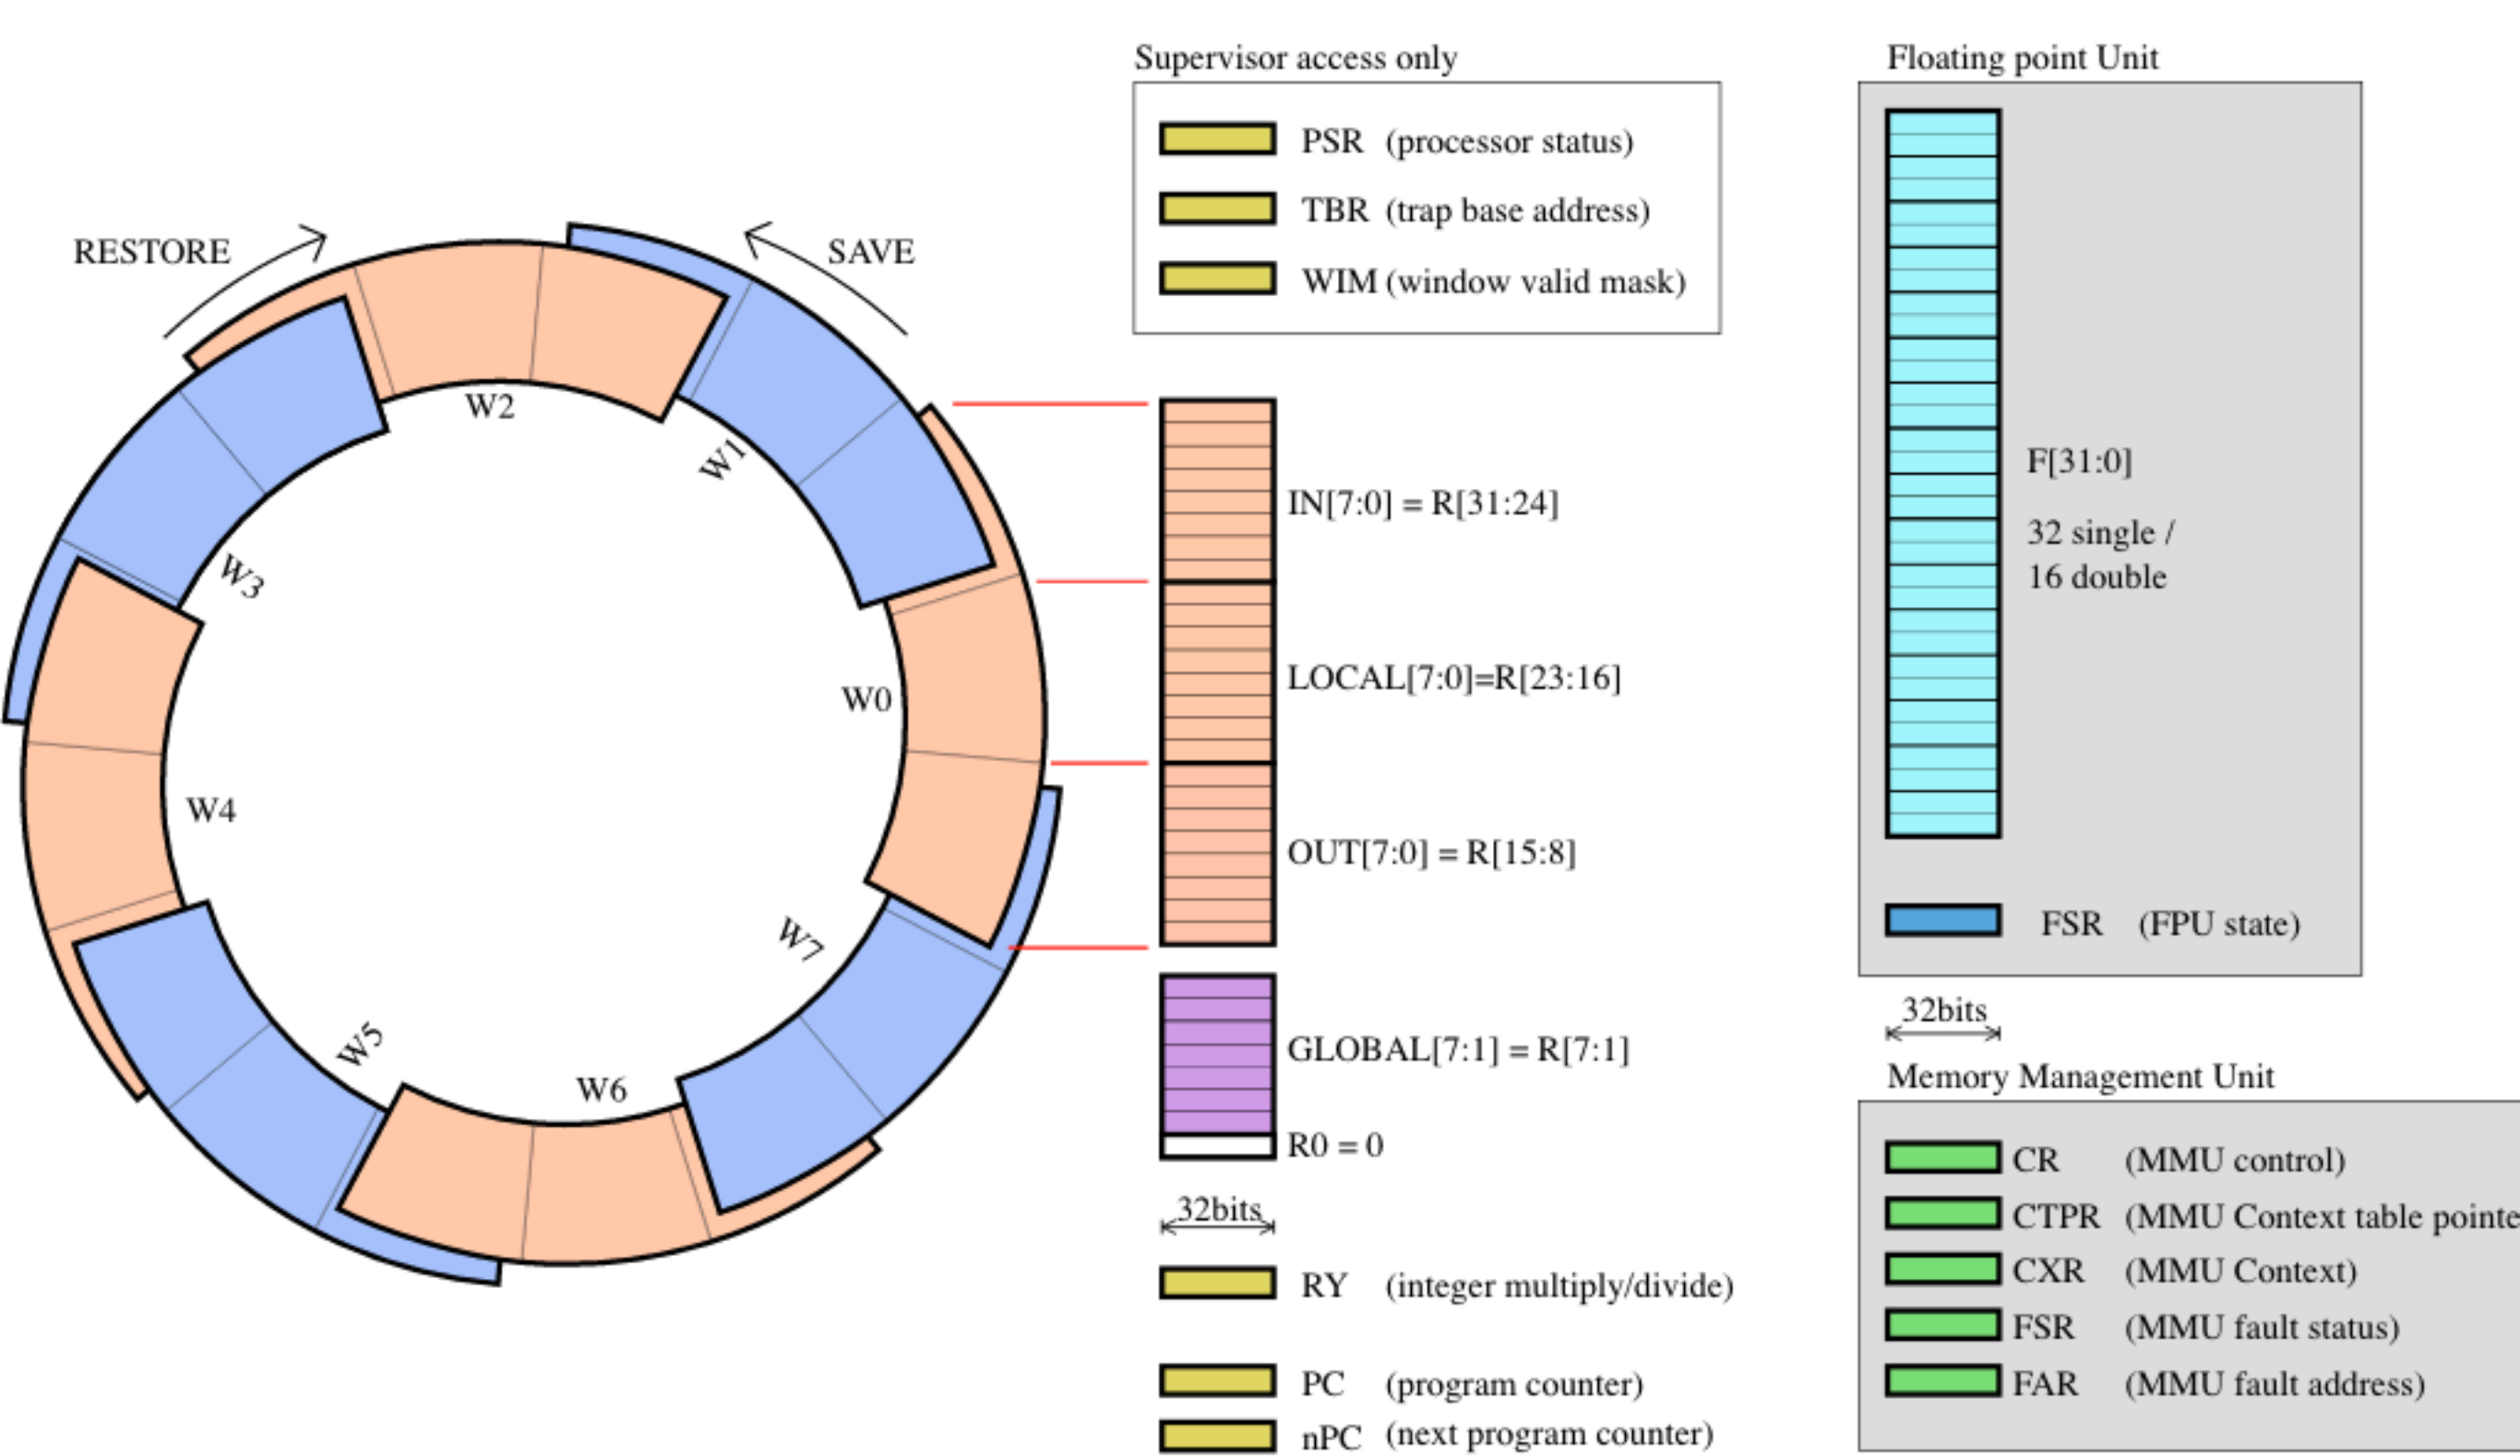 Supervisor access only
PSR (processor status)
TBR (trap base address)
WIM (window valid mask)
RESTORE
SAVE
W2
W1
W3
W0
W4
W7
W5
W6
IN[7:0] = R[31:24]
LOCAL[7:0]=R[23:16]
OUT[7:0] = R[15:8]
GLOBAL[7:1] = R[7:1]
R0 = 0
32bits
RY (integer multiply/divide)
PC (program counter)
nPC (next program counter)
Floating point Unit
F[31:0]
32 single /
16 double
FSR (FPU state)
32bits
Memory Management Unit
CR (MMU control)
CTPR (MMU Context table pointe
CXR (MMU Context)
FSR (MMU fault status)
FAR (MMU fault address)